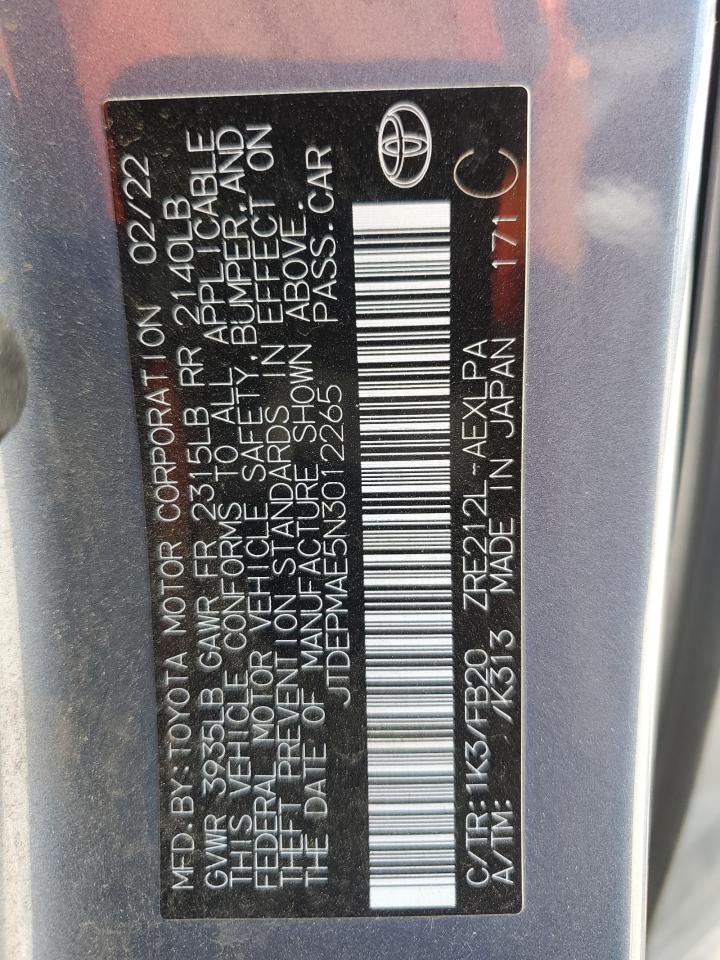 MFD. BY: TOYOTA MOTOR CORPORATION 02/22
GVWR 3935LB GAWR FR 2315LB RR 2140LB
THIS VEHICLE CONFORMS TO ALL APPLICABLE
FEDERAL MOTOR VEHICLE SAFETY, BUMPER, AND
THEFT PREVENTION STANDARDS IN EFFECT ON
THE DATE OF MANUFACTURE SHOWN ABOVE.
JTDEPMAE5N3012265 PASS. CAR
C/TR: 1K3/FB20 ZRE212L-AEXLPA 171 C
A/TM: /K313 MADE IN JAPAN